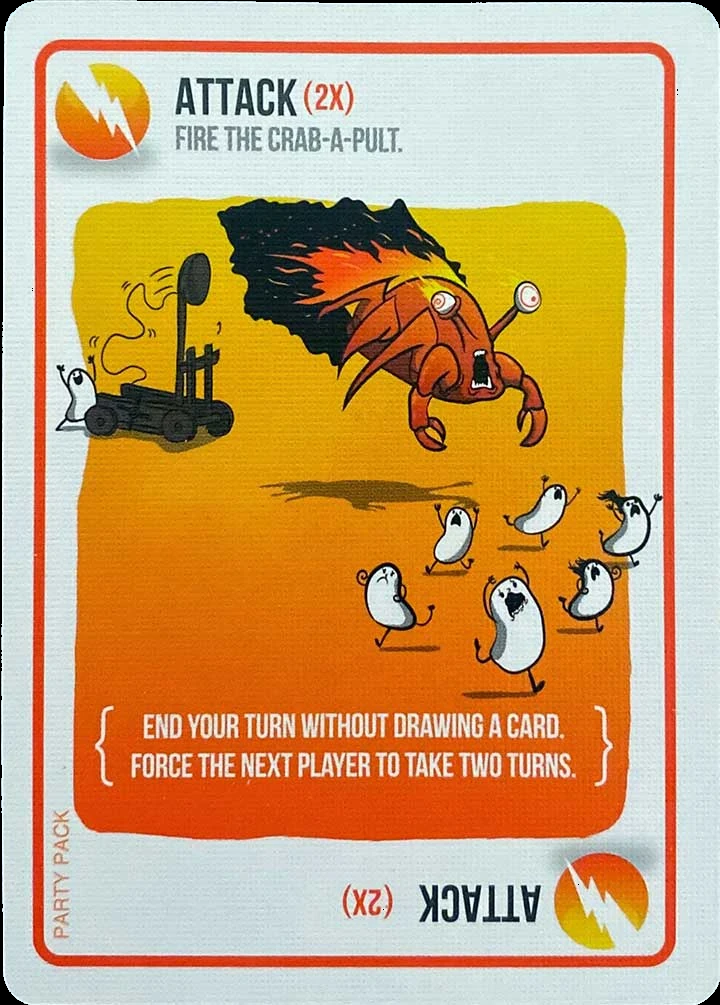 ATTACK (2X)
FIRE THE CRAB-A-PULT.
END YOUR TURN WITHOUT DRAWING A CARD.
FORCE THE NEXT PLAYER TO TAKE TWO TURNS.
PARTY PACK
ATTACK (2X)